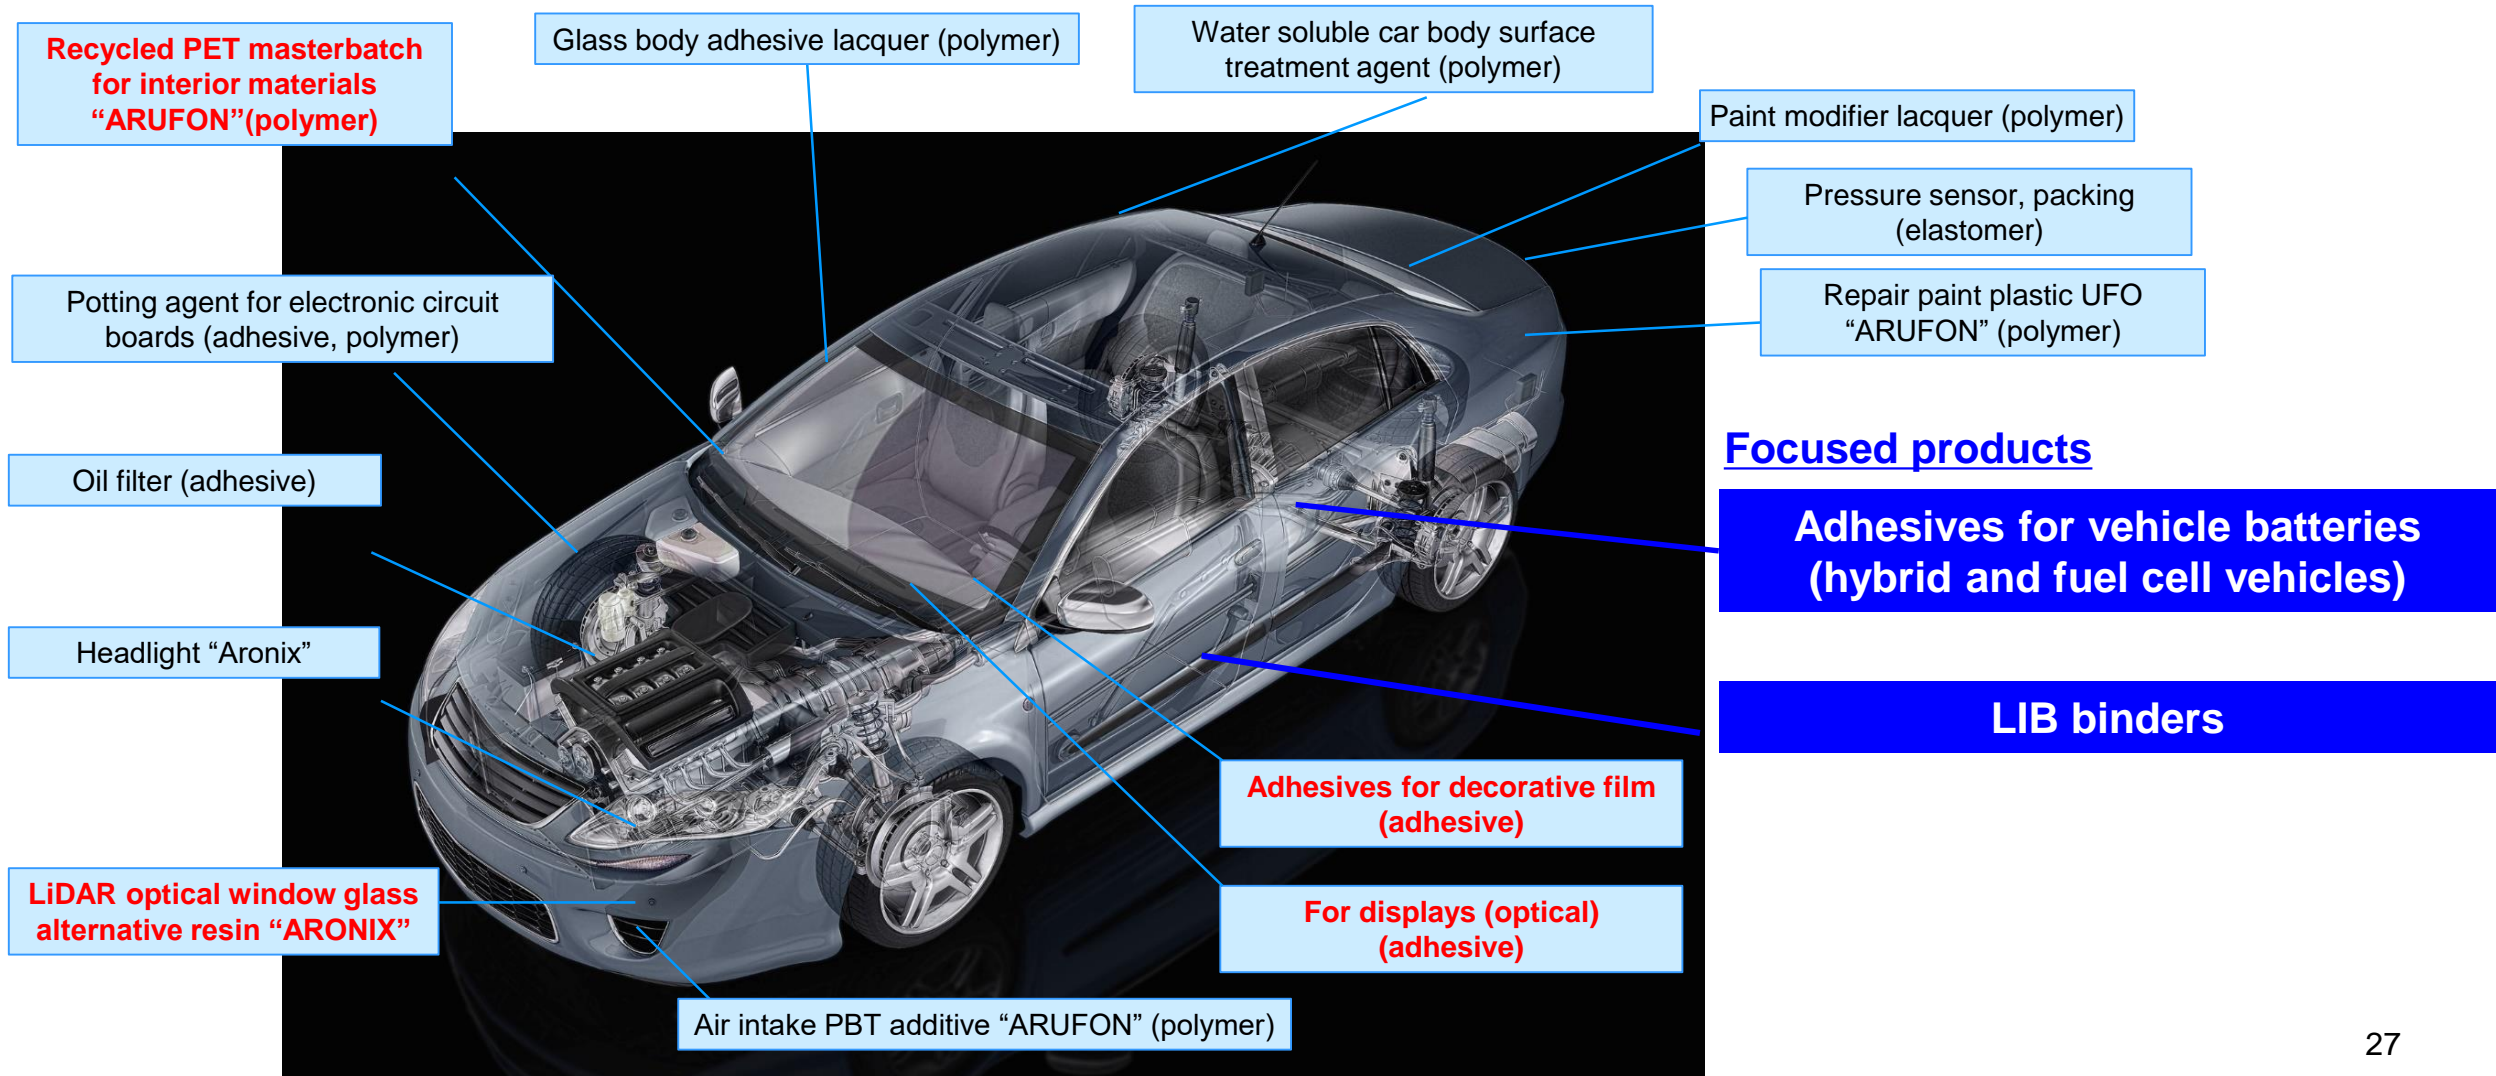 Recycled PET masterbatch
for interior materials
“ARUFON”(polymer)
Glass body adhesive lacquer (polymer)
Water soluble car body surface
treatment agent (polymer)
Paint modifier lacquer (polymer)
Pressure sensor, packing
(elastomer)
Potting agent for electronic circuit
boards (adhesive, polymer)
Repair paint plastic UFO
“ARUFON” (polymer)
Oil filter (adhesive)
Focused products
Adhesives for vehicle batteries
(hybrid and fuel cell vehicles)
Headlight “Aronix”
LIB binders
Adhesives for decorative film
(adhesive)
LiDAR optical window glass
alternative resin “ARONIX”
For displays (optical)
(adhesive)
Air intake PBT additive “ARUFON” (polymer)
27